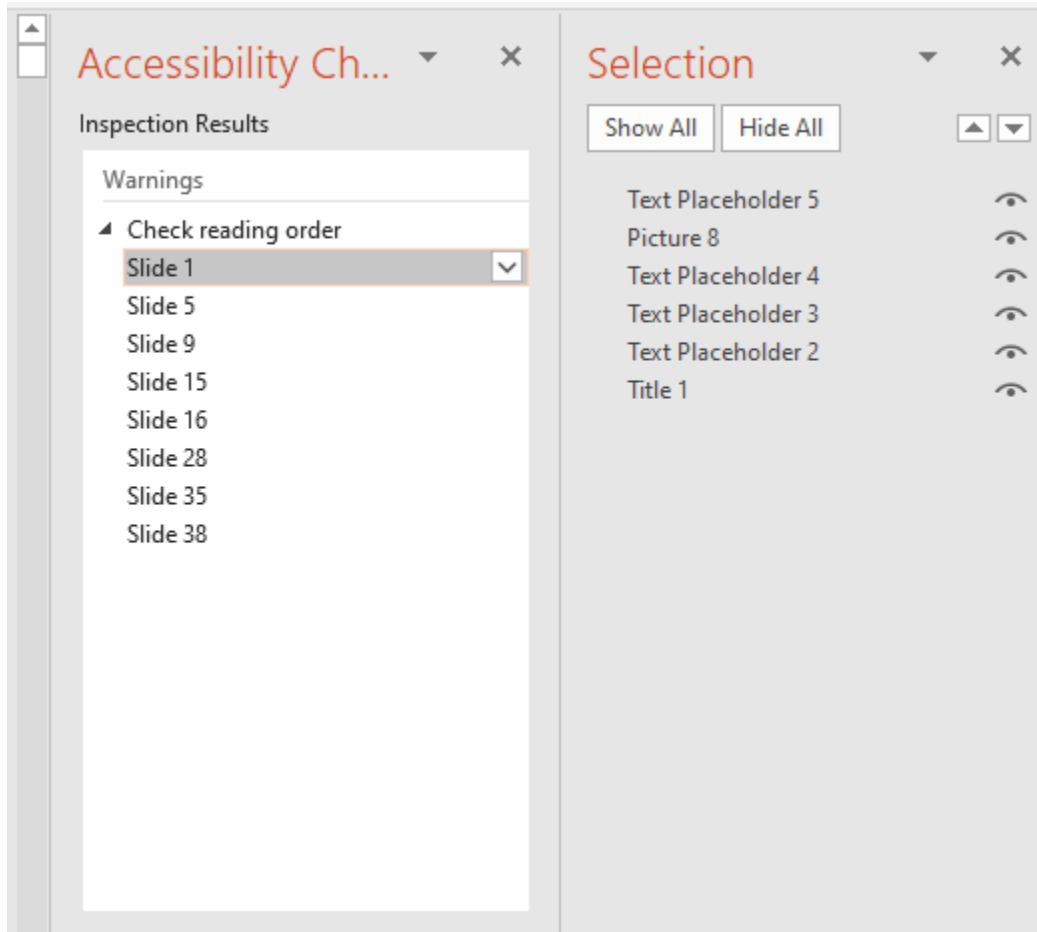 Accessibility Ch...
Inspection Results
Warnings
Check reading order
Slide 1
Slide 5
Slide 9
Slide 15
Slide 16
Slide 28
Slide 35
Slide 38
Selection
Show All Hide All
Text Placeholder 5
Picture 8
Text Placeholder 4
Text Placeholder 3
Text Placeholder 2
Title 1